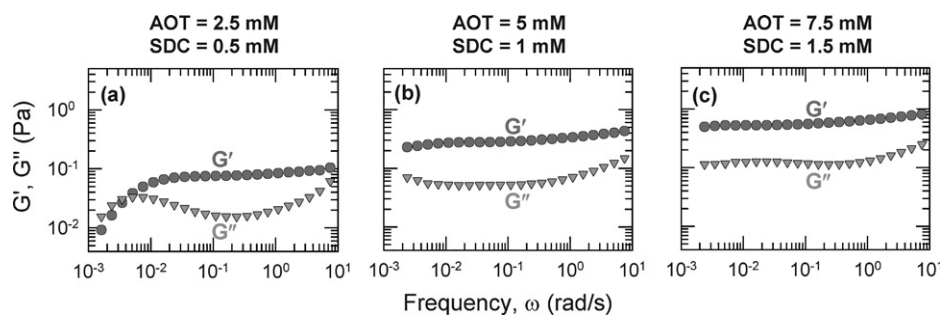 AOT = 2.5 mM
SDC = 0.5 mM
AOT = 5 mM
SDC = 1 mM
AOT = 7.5 mM
SDC = 1.5 mM
(a)
(b)
(c)
G′, G″ (Pa)
10⁰
10⁻¹
10⁻²
G′
G″
G′
G″
G′
G″
10⁻³ 10⁻² 10⁻¹ 10⁰ 10¹
10⁻³ 10⁻² 10⁻¹ 10⁰ 10¹
10⁻³ 10⁻² 10⁻¹ 10⁰ 10¹
Frequency, ω (rad/s)